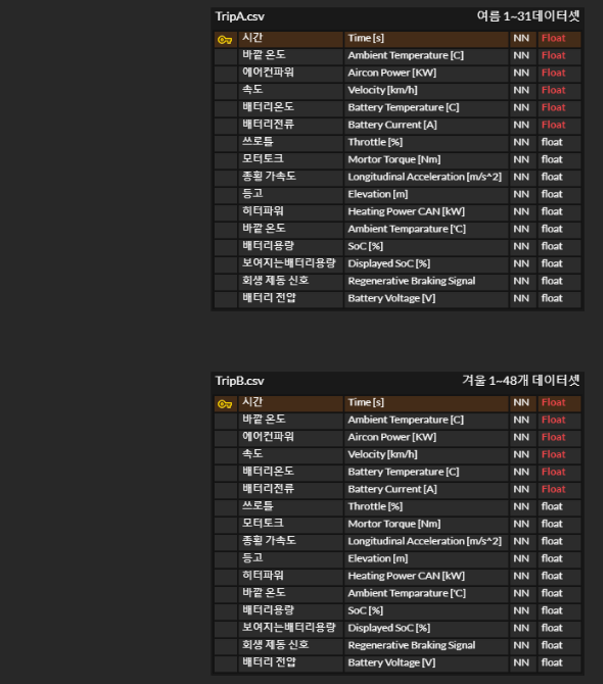 TripA.csv 여름 1~31데이터셋
시간 Time [s] NN Float
바깥 온도 Ambient Temperature [C] NN Float
에어컨파워 Aircon Power [KW] NN Float
속도 Velocity [km/h] NN Float
배터리온도 Battery Temperature [C] NN Float
배터리전류 Battery Current [A] NN Float
쓰로틀 Throttle [%] NN float
모터토크 Mortor Torque [Nm] NN float
종횡 가속도 Longitudinal Acceleration [m/s^2] NN float
등고 Elevation [m] NN float
히터파워 Heating Power CAN [kW] NN float
바깥 온도 Ambient Temparature ['C] NN float
배터리용량 SoC [%] NN float
보여지는배터리용량 Displayed SoC [%] NN float
회생 제동 신호 Regenerative Braking Signal NN float
배터리 전압 Battery Voltage [V] NN float
TripB.csv 겨울 1~48개 데이터셋
시간 Time [s] NN Float
바깥 온도 Ambient Temperature [C] NN Float
에어컨파워 Aircon Power [KW] NN Float
속도 Velocity [km/h] NN Float
배터리온도 Battery Temperature [C] NN Float
배터리전류 Battery Current [A] NN Float
쓰로틀 Throttle [%] NN float
모터토크 Mortor Torque [Nm] NN float
종횡 가속도 Longitudinal Acceleration [m/s^2] NN float
등고 Elevation [m] NN float
히터파워 Heating Power CAN [kW] NN float
바깥 온도 Ambient Temparature ['C] NN float
배터리용량 SoC [%] NN float
보여지는배터리용량 Displayed SoC [%] NN float
회생 제동 신호 Regenerative Braking Signal NN float
배터리 전압 Battery Voltage [V] NN float